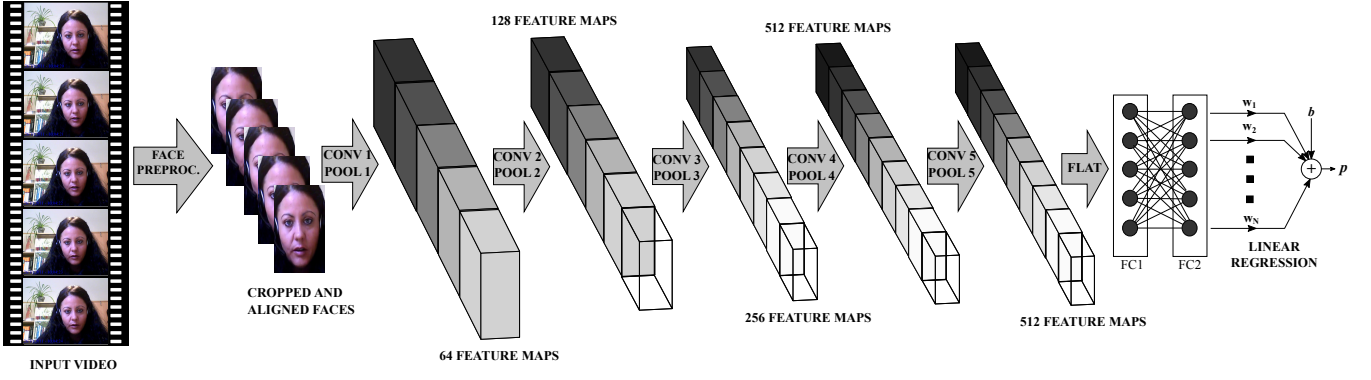 INPUT VIDEO
FACE
PREPROC.
CROPPED AND
ALIGNED FACES
CONV 1
POOL 1
64 FEATURE MAPS
128 FEATURE MAPS
CONV 2
POOL 2
CONV 3
POOL 3
256 FEATURE MAPS
512 FEATURE MAPS
CONV 4
POOL 4
CONV 5
POOL 5
512 FEATURE MAPS
FLAT
FC1
FC2
w1
w2
wN
b
+
p
LINEAR
REGRESSION